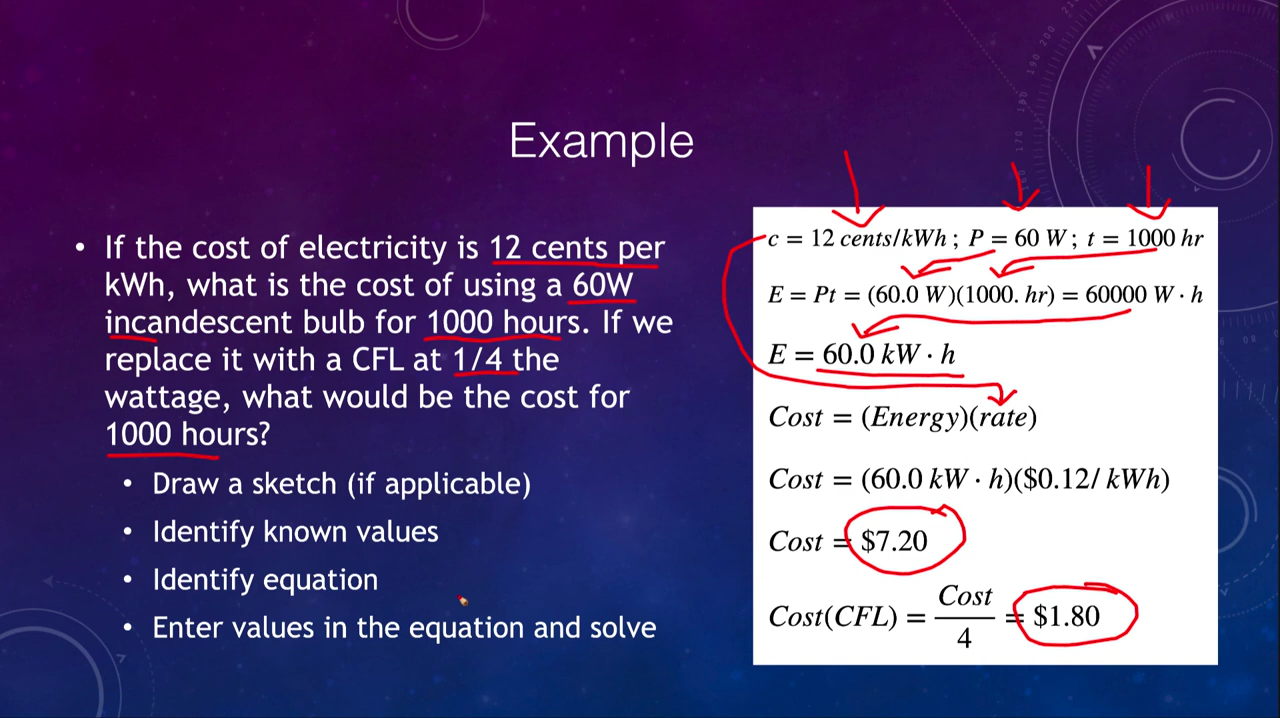 Example
• If the cost of electricity is 12 cents per
kWh, what is the cost of using a 60W
incandescent bulb for 1000 hours. If we
replace it with a CFL at 1/4 the
wattage, what would be the cost for
1000 hours?
• Draw a sketch (if applicable)
• Identify known values
• Identify equation
• Enter values in the equation and solve
c = 12 cents/kWh ; P = 60 W ; t = 1000 hr
E = Pt = (60.0 W)(1000. hr) = 60000 W · h
E = 60.0 kW · h
Cost = (Energy)(rate)
Cost = (60.0 kW · h)($0.12/ kWh)
Cost = $7.20
Cost(CFL) = Cost/4 = $1.80